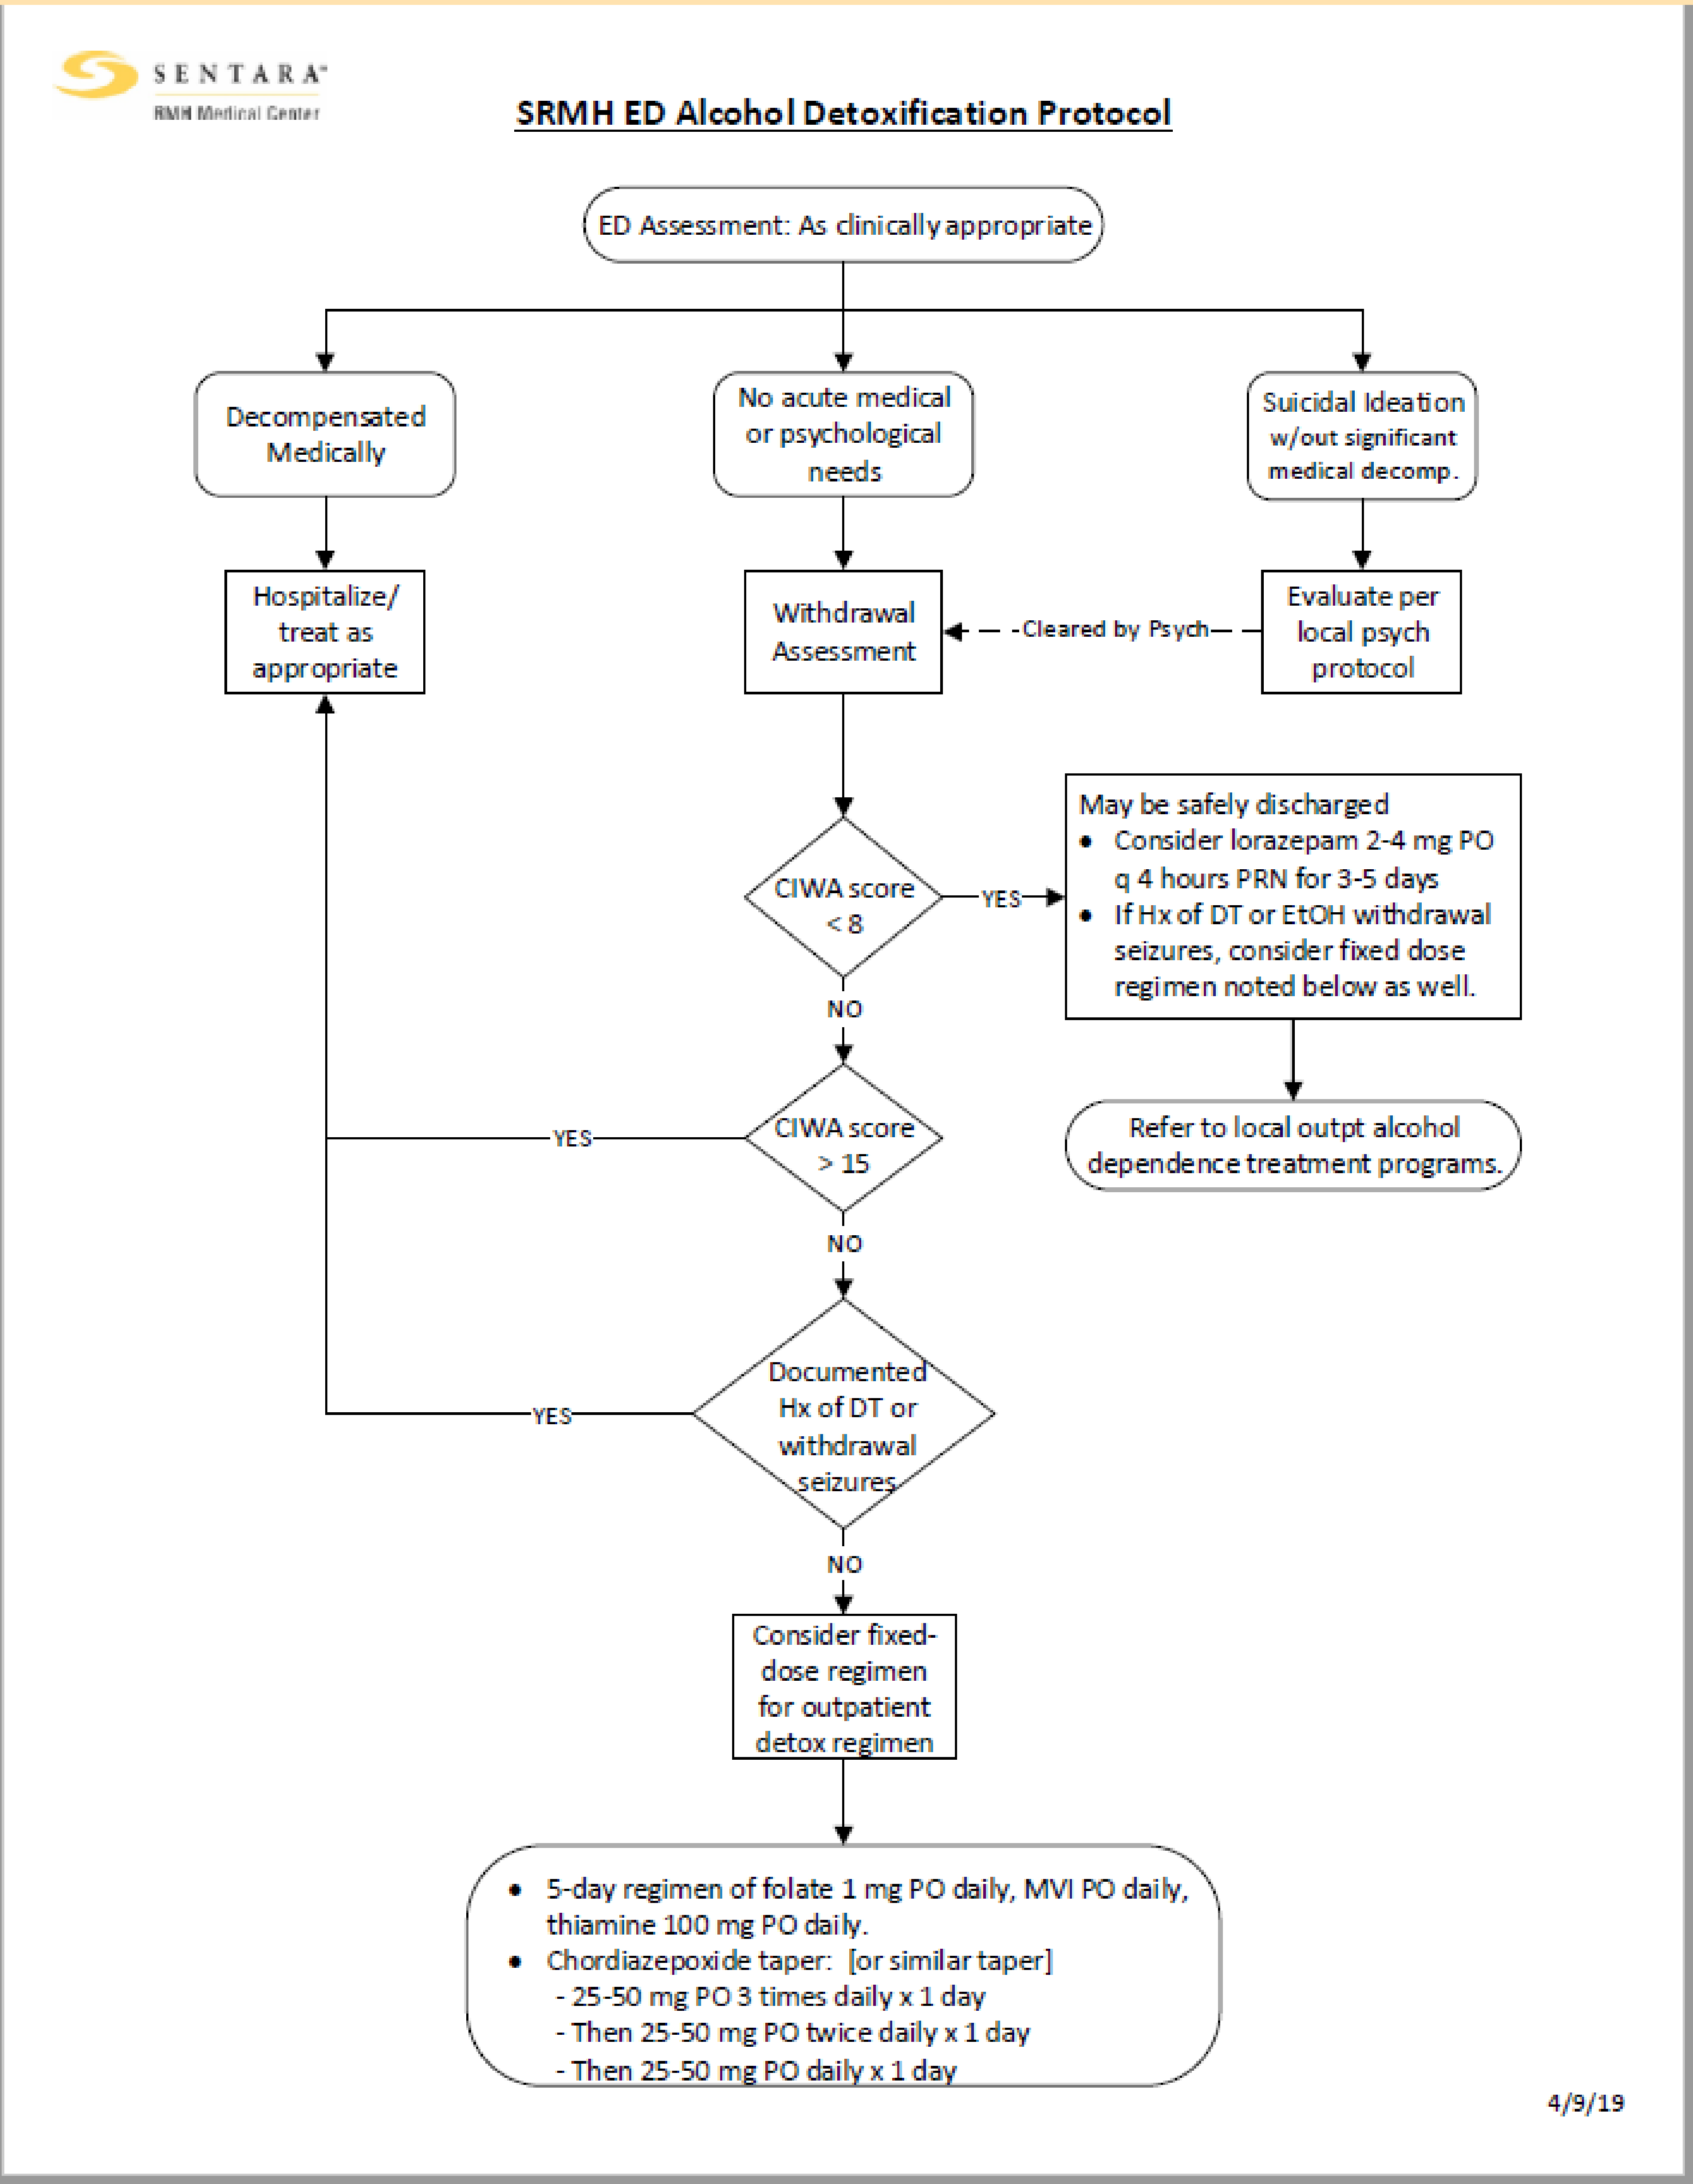 SENTARA
RMH Medical Center
SRMH ED Alcohol Detoxification Protocol
ED Assessment: As clinically appropriate
Decompensated
Medically
No acute medical
or psychological
needs
Suicidal Ideation
w/out significant
medical decomp.
Hospitalize/
treat as
appropriate
Withdrawal
Assessment
Cleared by Psych
Evaluate per
local psych
protocol
CIWA score
< 8
YES
May be safely discharged
• Consider lorazepam 2-4 mg PO
q 4 hours PRN for 3-5 days
• If Hx of DT or EtOH withdrawal
seizures, consider fixed dose
regimen noted below as well.
NO
Refer to local outpt alcohol
dependence treatment programs.
CIWA score
> 15
YES
NO
Documented
Hx of DT or
withdrawal
seizures
YES
NO
Consider fixed-
dose regimen
for outpatient
detox regimen
• 5-day regimen of folate 1 mg PO daily, MVI PO daily,
thiamine 100 mg PO daily.
• Chordiazepoxide taper: [or similar taper]
- 25-50 mg PO 3 times daily x 1 day
- Then 25-50 mg PO twice daily x 1 day
- Then 25-50 mg PO daily x 1 day
4/9/19